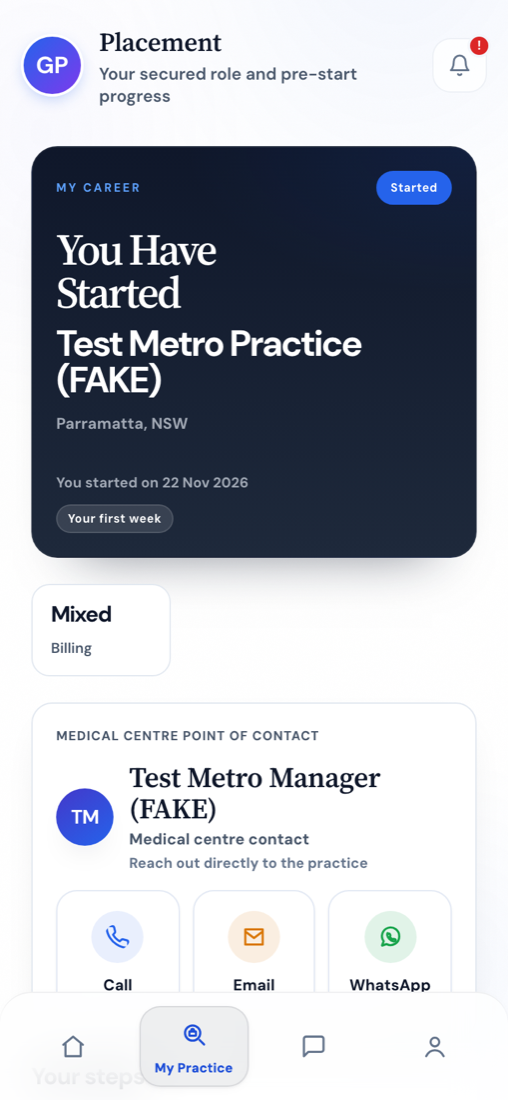 GP
Placement
Your secured role and pre-start
progress
!
MY CAREER
Started
You Have
Started
Test Metro Practice
(FAKE)
Parramatta, NSW
You started on 22 Nov 2026
Your first week
Mixed
Billing
MEDICAL CENTRE POINT OF CONTACT
TM
Test Metro Manager
(FAKE)
Medical centre contact
Reach out directly to the practice
Call
Email
WhatsApp
Your steps
My Practice